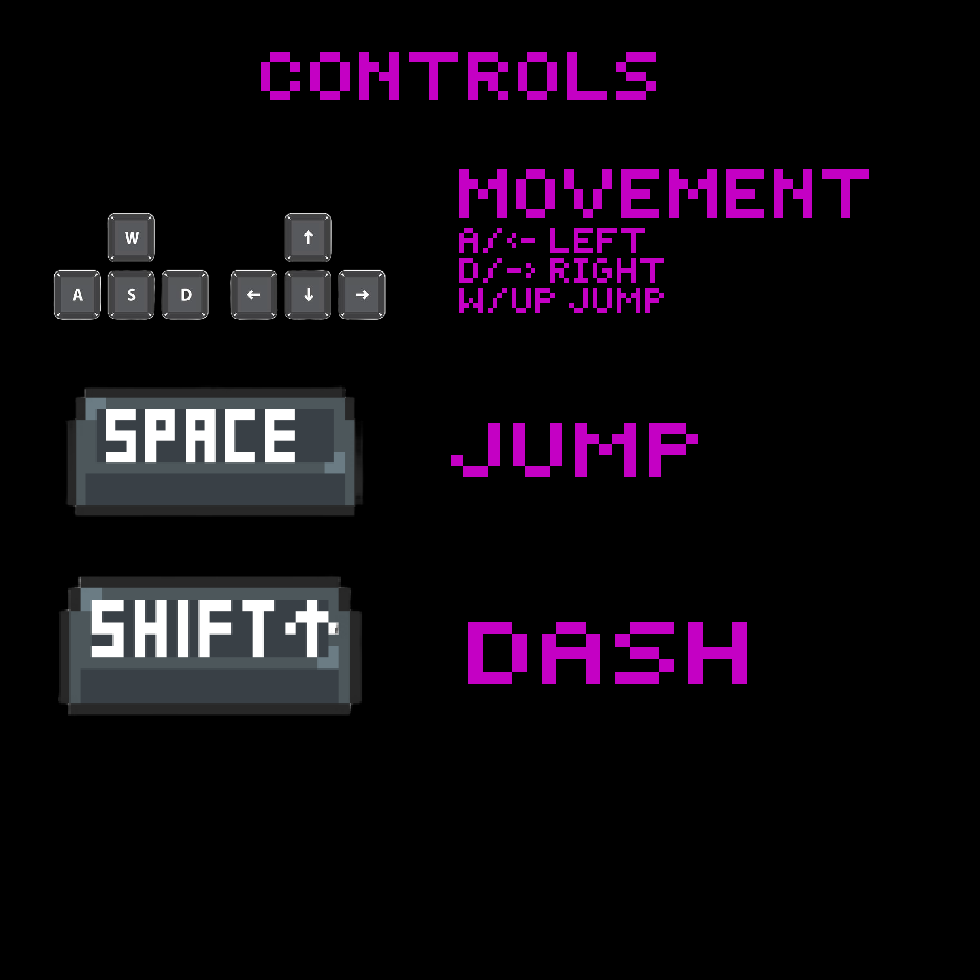 CONTROLS
MOVEMENT
W ↑
A/<- LEFT
A S D ← ↓ →
D/-> RIGHT
W/UP JUMP
SPACE JUMP
SHIFT↑ DASH